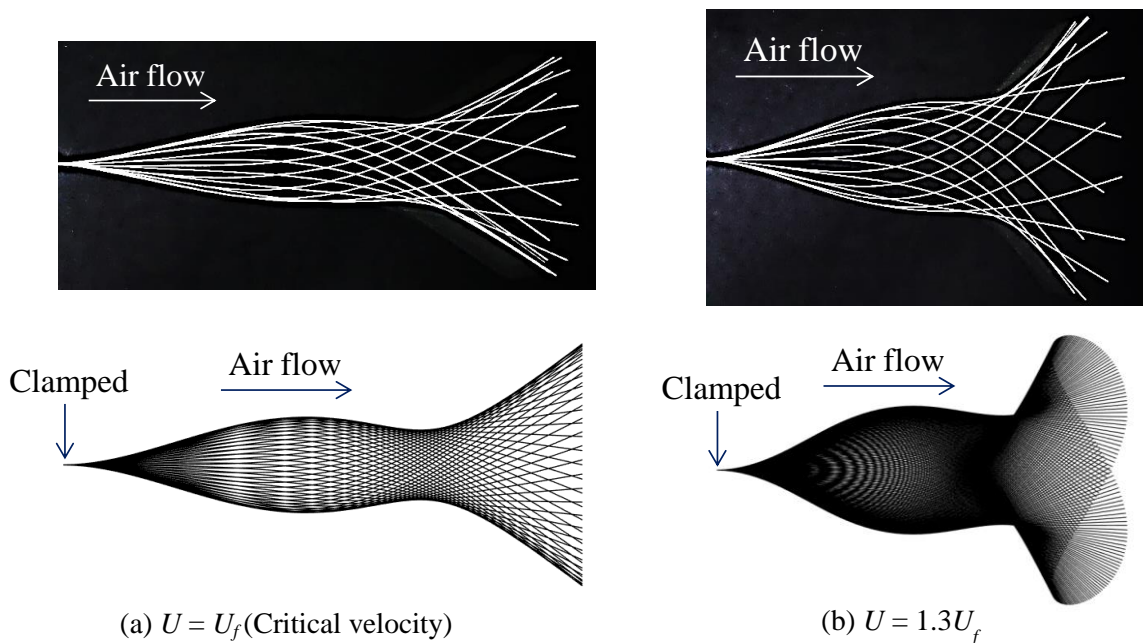 Air flow
Air flow
Clamped
Air flow
Clamped
Air flow
(a) U = U_f (Critical velocity)
(b) U = 1.3U_f